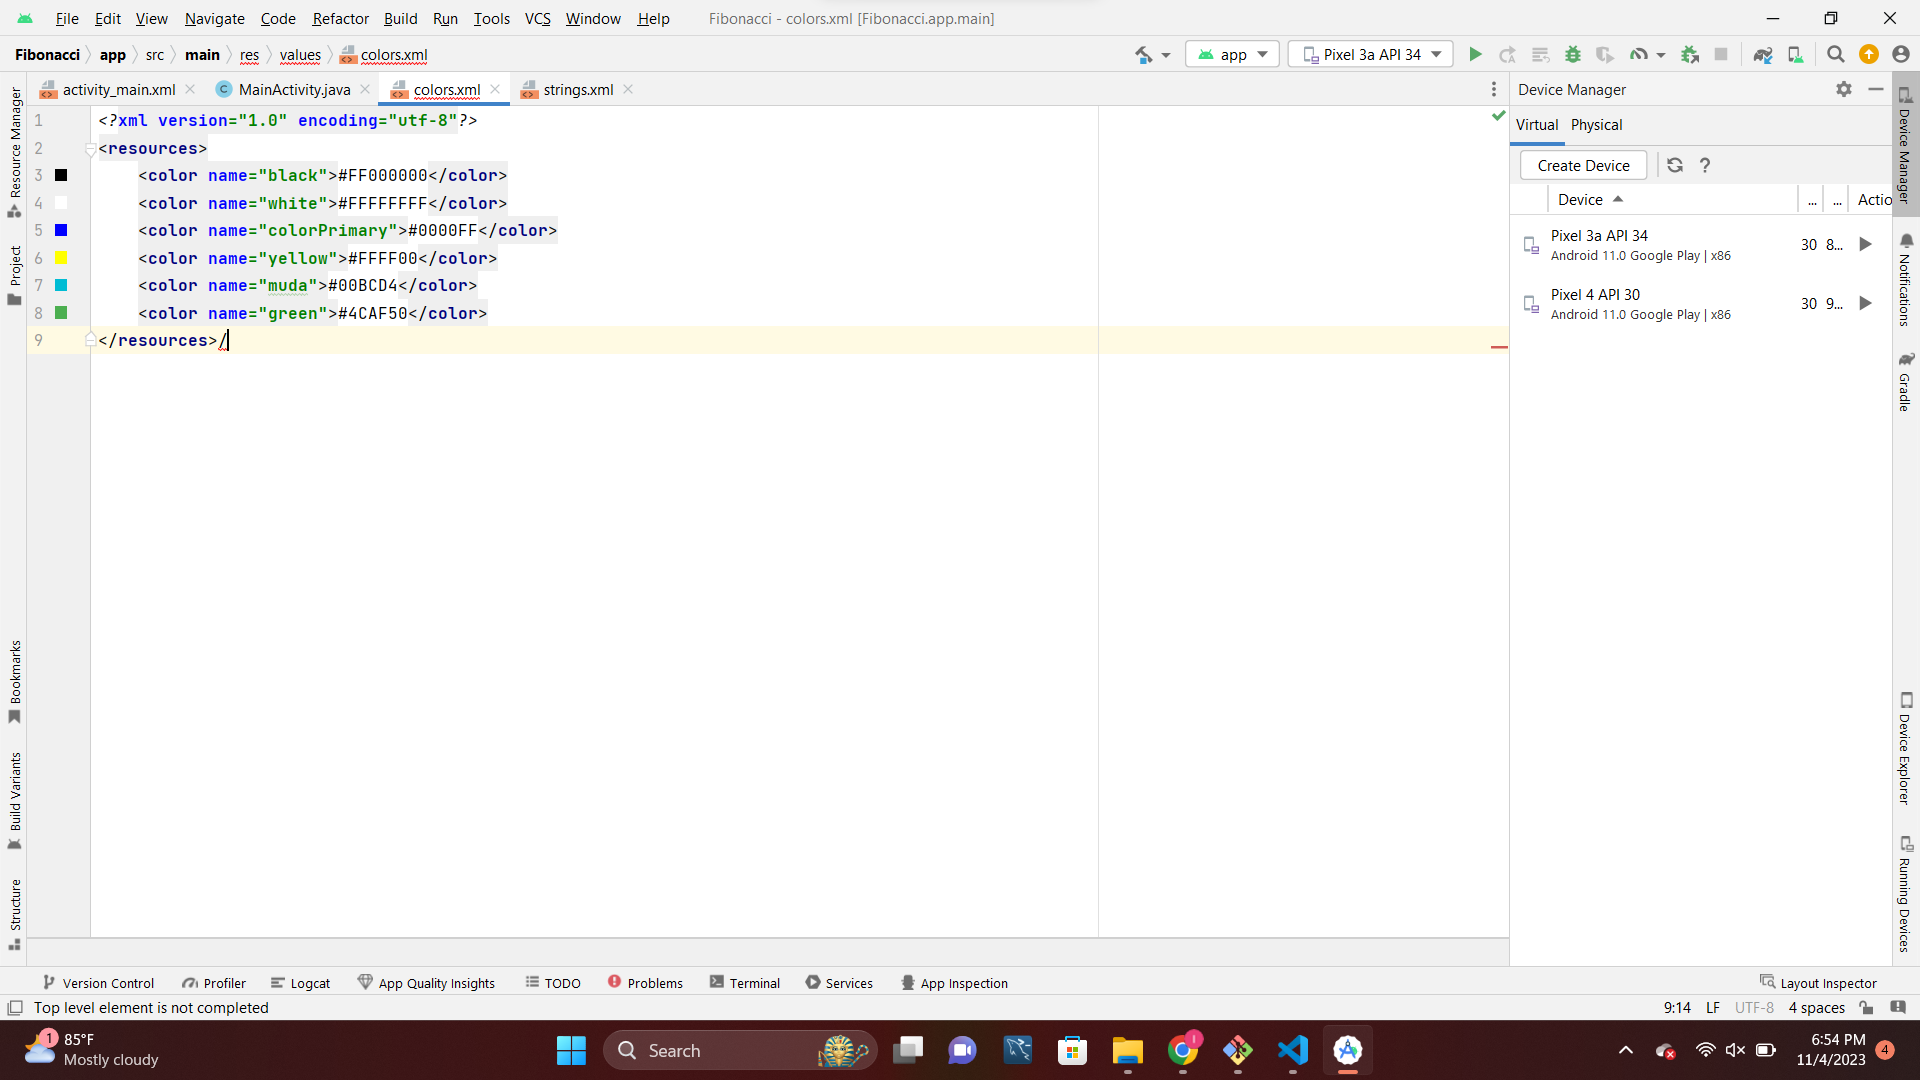 File Edit View Navigate Code Refactor Build Run Tools VCS Window Help Fibonacci - colors.xml [Fibonacci.app.main]
Fibonacci app src main res values colors.xml app Pixel 3a API 34
activity_main.xml MainActivity.java colors.xml strings.xml
1 <?xml version="1.0" encoding="utf-8"?>
2 <resources>
3 <color name="black">#FF000000</color>
4 <color name="white">#FFFFFFFF</color>
5 <color name="colorPrimary">#0000FF</color>
6 <color name="yellow">#FFFF00</color>
7 <color name="muda">#00BCD4</color>
8 <color name="green">#4CAF50</color>
9 </resources>/
Device Manager
Virtual Physical
Create Device ?
Device ... ... Actio
Pixel 3a API 34
Android 11.0 Google Play | x86
30 8...
Pixel 4 API 30
Android 11.0 Google Play | x86
30 9...
Resource Manager
Project
Bookmarks
Build Variants
Structure
Device Manager
Notifications
Gradle
Device Explorer
Running Devices
Version Control Profiler Logcat App Quality Insights TODO Problems Terminal Services App Inspection Layout Inspector
Top level element is not completed 9:14 LF UTF-8 4 spaces
1 85°F
Mostly cloudy
Search
1
6:54 PM
11/4/2023
4